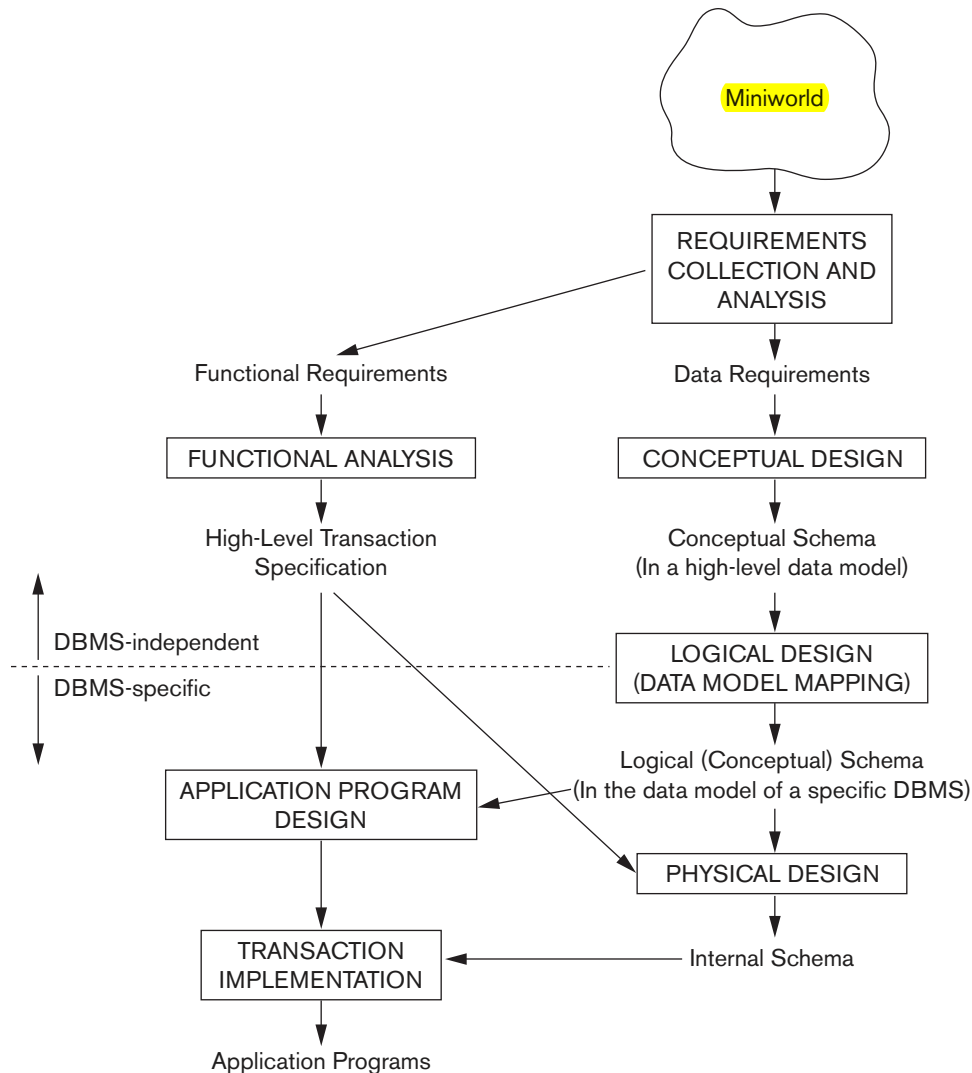 Miniworld
REQUIREMENTS
COLLECTION AND
ANALYSIS
Functional Requirements
Data Requirements
FUNCTIONAL ANALYSIS
CONCEPTUAL DESIGN
High-Level Transaction
Specification
Conceptual Schema
(In a high-level data model)
DBMS-independent
DBMS-specific
LOGICAL DESIGN
(DATA MODEL MAPPING)
Logical (Conceptual) Schema
(In the data model of a specific DBMS)
APPLICATION PROGRAM
DESIGN
PHYSICAL DESIGN
TRANSACTION
IMPLEMENTATION
Internal Schema
Application Programs